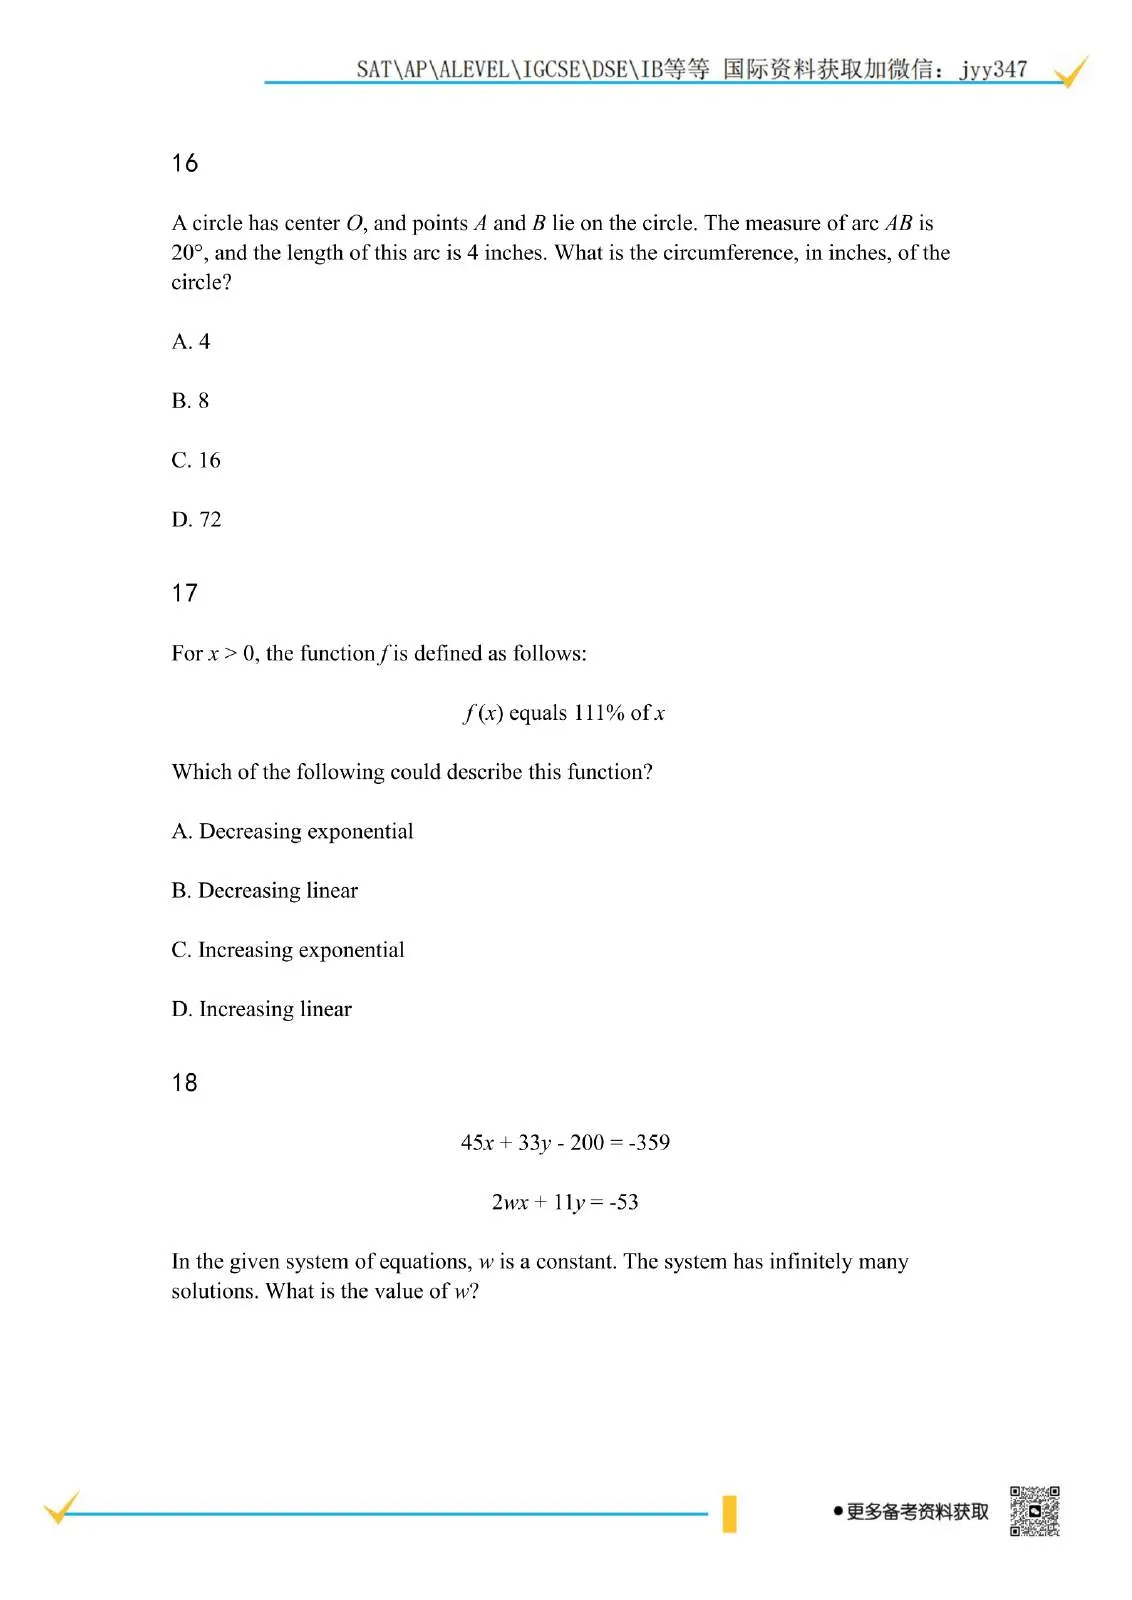 SAT\AP\ALEVEL\IGCSE\DSE\IB等等 国际资料获取加微信：jyy347
16
A circle has center O, and points A and B lie on the circle. The measure of arc AB is
20°, and the length of this arc is 4 inches. What is the circumference, in inches, of the
circle?
A. 4
B. 8
C. 16
D. 72
17
For x > 0, the function f is defined as follows:
f (x) equals 111% of x
Which of the following could describe this function?
A. Decreasing exponential
B. Decreasing linear
C. Increasing exponential
D. Increasing linear
18
45x + 33y - 200 = -359
2wx + 11y = -53
In the given system of equations, w is a constant. The system has infinitely many
solutions. What is the value of w?
●更多备考资料获取